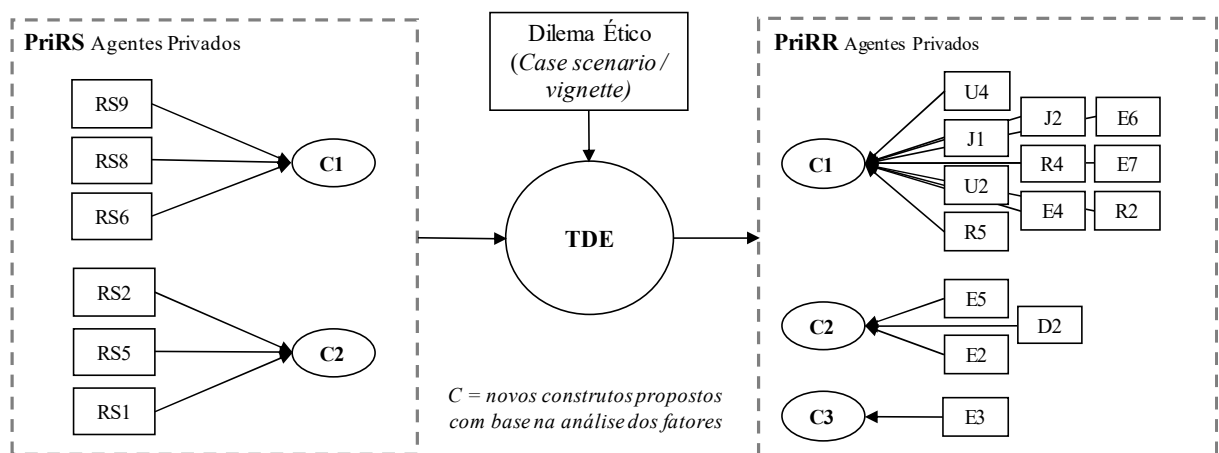 PriRS Agentes Privados
RS9
RS8
RS6
C1
RS2
RS5
RS1
C2
Dilema Ético
(Case scenario /
vignette)
TDE
C = novos construtos propostos
com base na análise dos fatores
PriRR Agentes Privados
C1
U4
J1
J2
E6
R4
E7
U2
E4
R2
R5
C2
E5
D2
E2
C3
E3